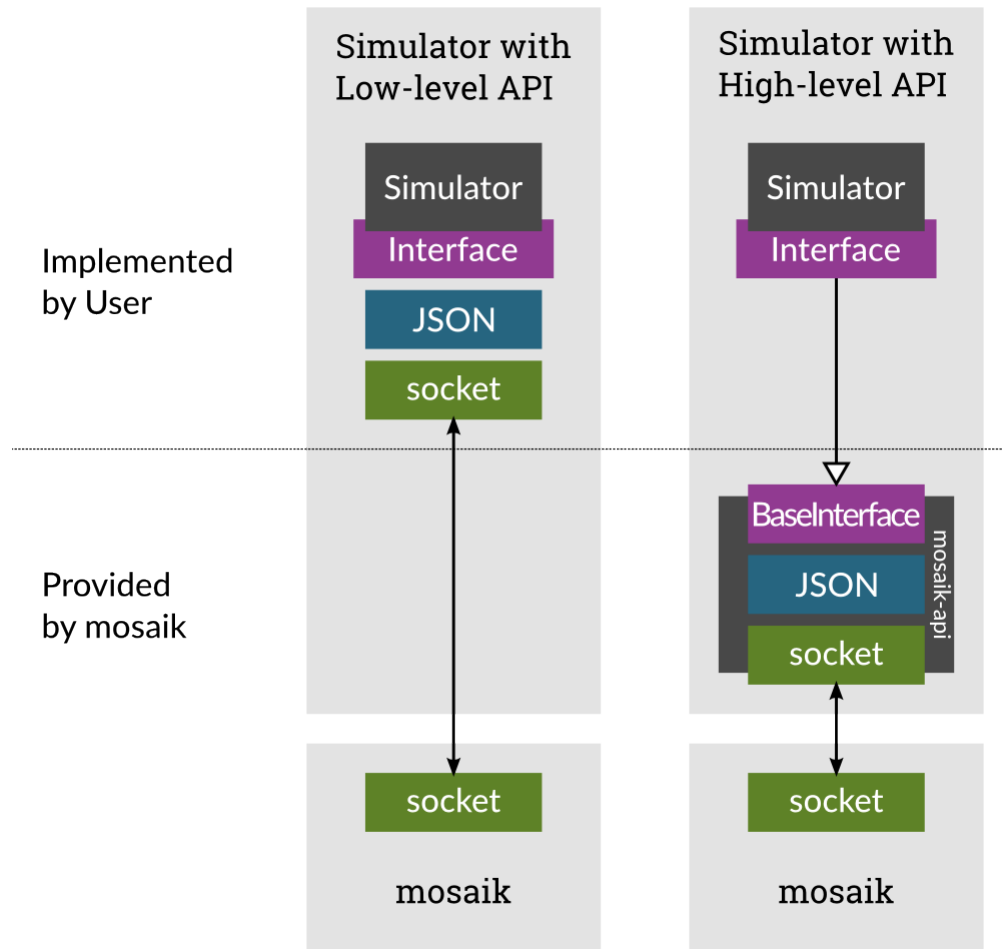 Simulator with
Low-level API
Simulator with
High-level API
Implemented
by User
Simulator
Interface
JSON
socket
Simulator
Interface
Provided
by mosaik
BaseInterface
JSON
socket
mosaik-api
socket
mosaik
socket
mosaik